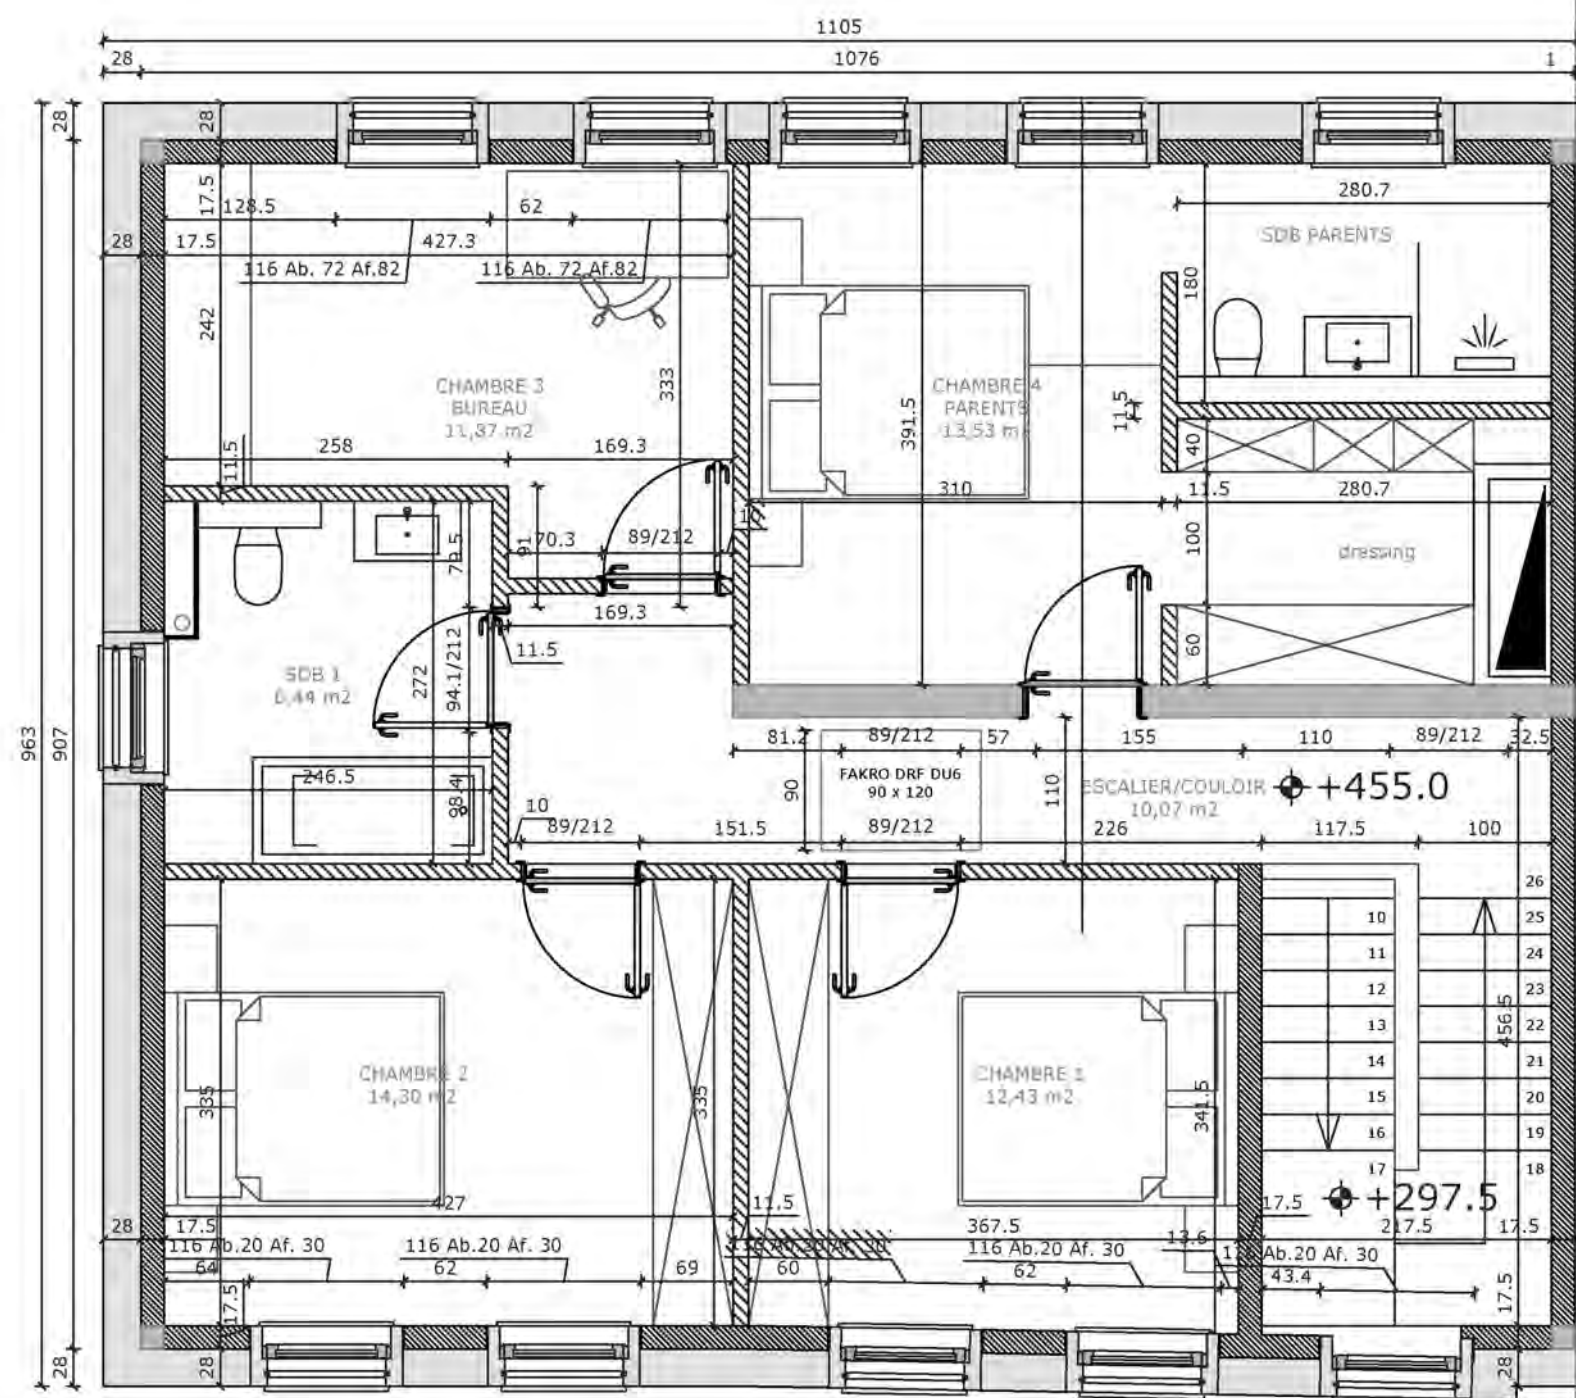 1105
28 1076 1
28
28
17.5
128.5 62
280.7
28 17.5 427.3
SDB PARENTS
116 Ab. 72 Af.82 116 Ab. 72 Af.82
180
242
333
CHAMBRE 3
BUREAU
11,37 m2
CHAMBRE 4
PARENTS
13,53 m
391.5
11.5
258 169.3
11.5
40
310 11.5 280.7
91
70.3 89/212
79.5
100
dressing
169.3
11.5
60
SDB 1
6,44 m2
272
94.1/212
963
907
81.2 89/212 57 155 110 89/212 32.5
FAKRO DRF DU6
90 x 120
90
110
ESCALIER/COULOIR
10,07 m2
+455.0
246.5
98.4
10
89/212 151.5 89/212 226 117.5 100
26
10 25
11 24
12 23
13 22
14 21
15 20
16 19
17 18
456.5
CHAMBRE 2
14,30 m2
CHAMBRE 1
12,43 m2
335
335
341.5
+297.5
427 11.5 17.5
28 17.5 367.5 13.6 217.5 17.5
116 Ab.20 Af. 30 116 Ab.20 Af. 30 116 Ab.20 Af. 30 116 Ab.20 Af. 30 116 Ab.20 Af. 30
64 62 69 60 62 43.4
17.5
17.5
28
28
28